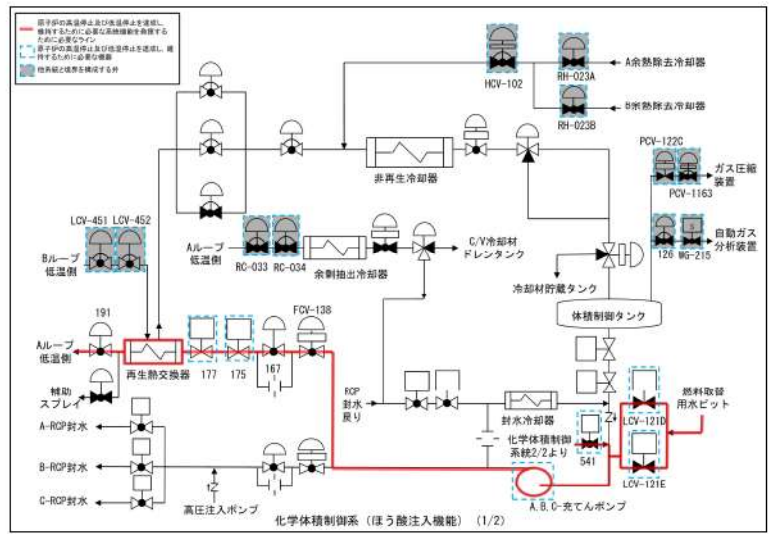 原子炉の高温停止及び低温停止を達成し、
維持するために必要な系統機能を発揮する
ために必要なライン
原子炉の高温停止及び低温停止を達成し、維
持するために必要な機器
他系統と境界を構成する弁
HCV-102
RH-023A
A余熱除去冷却器
RH-023B
B余熱除去冷却器
非再生冷却器
PCV-122C
ガス圧縮
装置
PCV-1163
LCV-451
LCV-452
Aループ
低温側
RC-033
RC-034
余剰抽出冷却器
C/V冷却材
ドレンタンク
126
WG-215
自動ガス
分析装置
Bループ
低温側
冷却材貯蔵タンク
体積制御タンク
191
FCV-138
Aループ
低温側
再生熱交換器
177
175
167
補助
スプレイ
RCP
封水
戻り
封水冷却器
燃料取替
用水ピット
LCV-121D
A-RCP封水
化学体積制御
系統2/2より
541
B-RCP封水
LCV-121E
C-RCP封水
高圧注入ポンプ
A,B,C-充てんポンプ
化学体積制御系(ほう酸注入機能) (1/2)